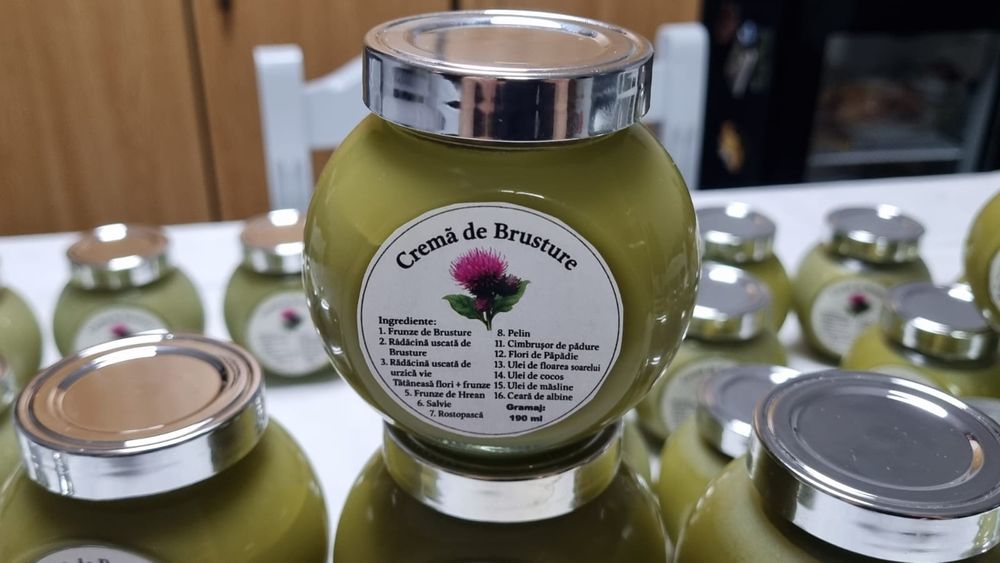 Cremă de Brusture
Ingrediente:
1. Frunze de Brusture
2. Rădăcină uscată de
Brusture
3. Rădăcină uscată de
urzică vie
Tătăneasă flori + frunze
5. Frunze de Hrean
6. Salvie
7. Rostopască
8. Pelin
11. Cimbrușor de pădure
12. Flori de Păpădie
13. Ulei de floarea soarelui
14. Ulei de cocos
15. Ulei de măsline
16. Ceară de albine
Gramaj:
190 ml